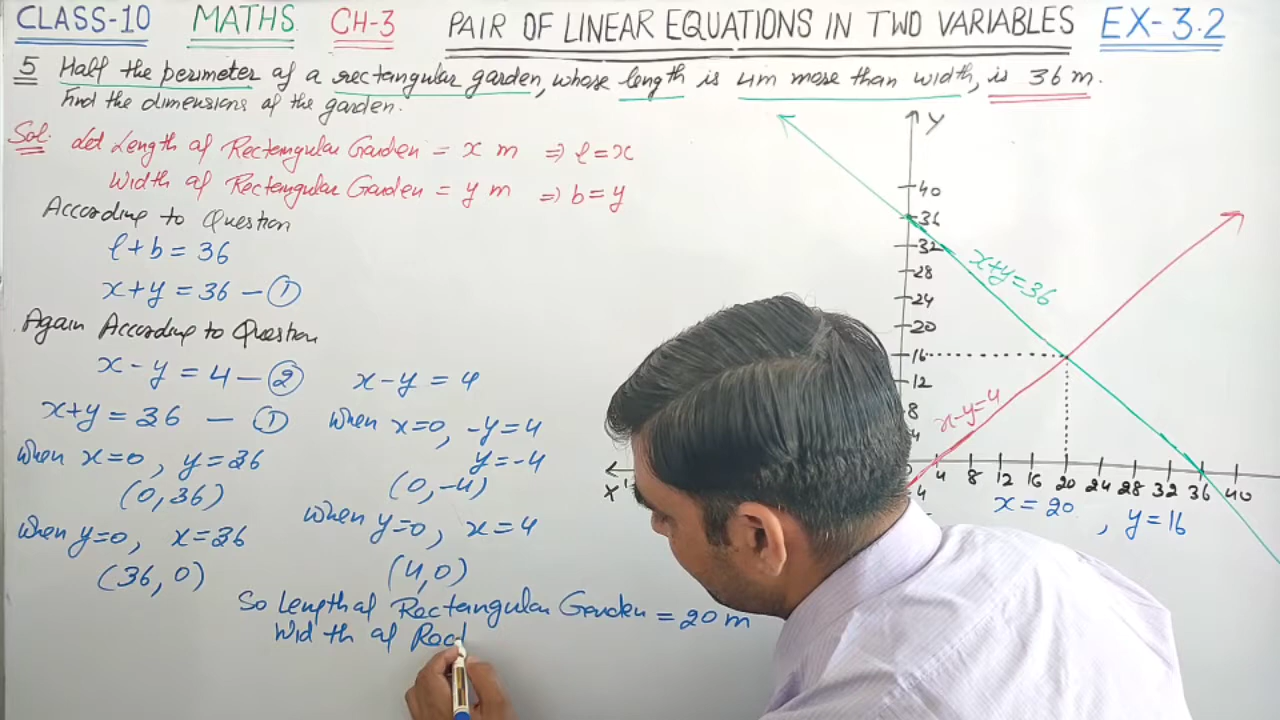 CLASS-10 MATHS CH-3 PAIR OF LINEAR EQUATIONS IN TWO VARIABLES EX-3.2
5 Half the perimeter of a rectangular garden, whose length is 4m more than width, is 36 m.
Find the dimensions of the garden.
Sol: Let Length of Rectangular Garden = x m ⇒ l = x
Width of Rectangular Garden = y m ⇒ b = y
According to Question
l + b = 36
x + y = 36 — ①
Again According to Question
x - y = 4 — ②
x + y = 36 — ①
When x=0, y=36
(0, 36)
When y=0, x=36
(36, 0)
x - y = 4
When x=0, -y=4
y=-4
(0, -4)
When y=0, x=4
(4, 0)
So Length of Rectangular Garden = 20 m
Width of Rect
Y
40
36
32
28
24
20
16
12
8
4
x+y=36
x-y=4
X'
0 4 8 12 16 20 24 28 32 36 40
4
x = 20, y = 16